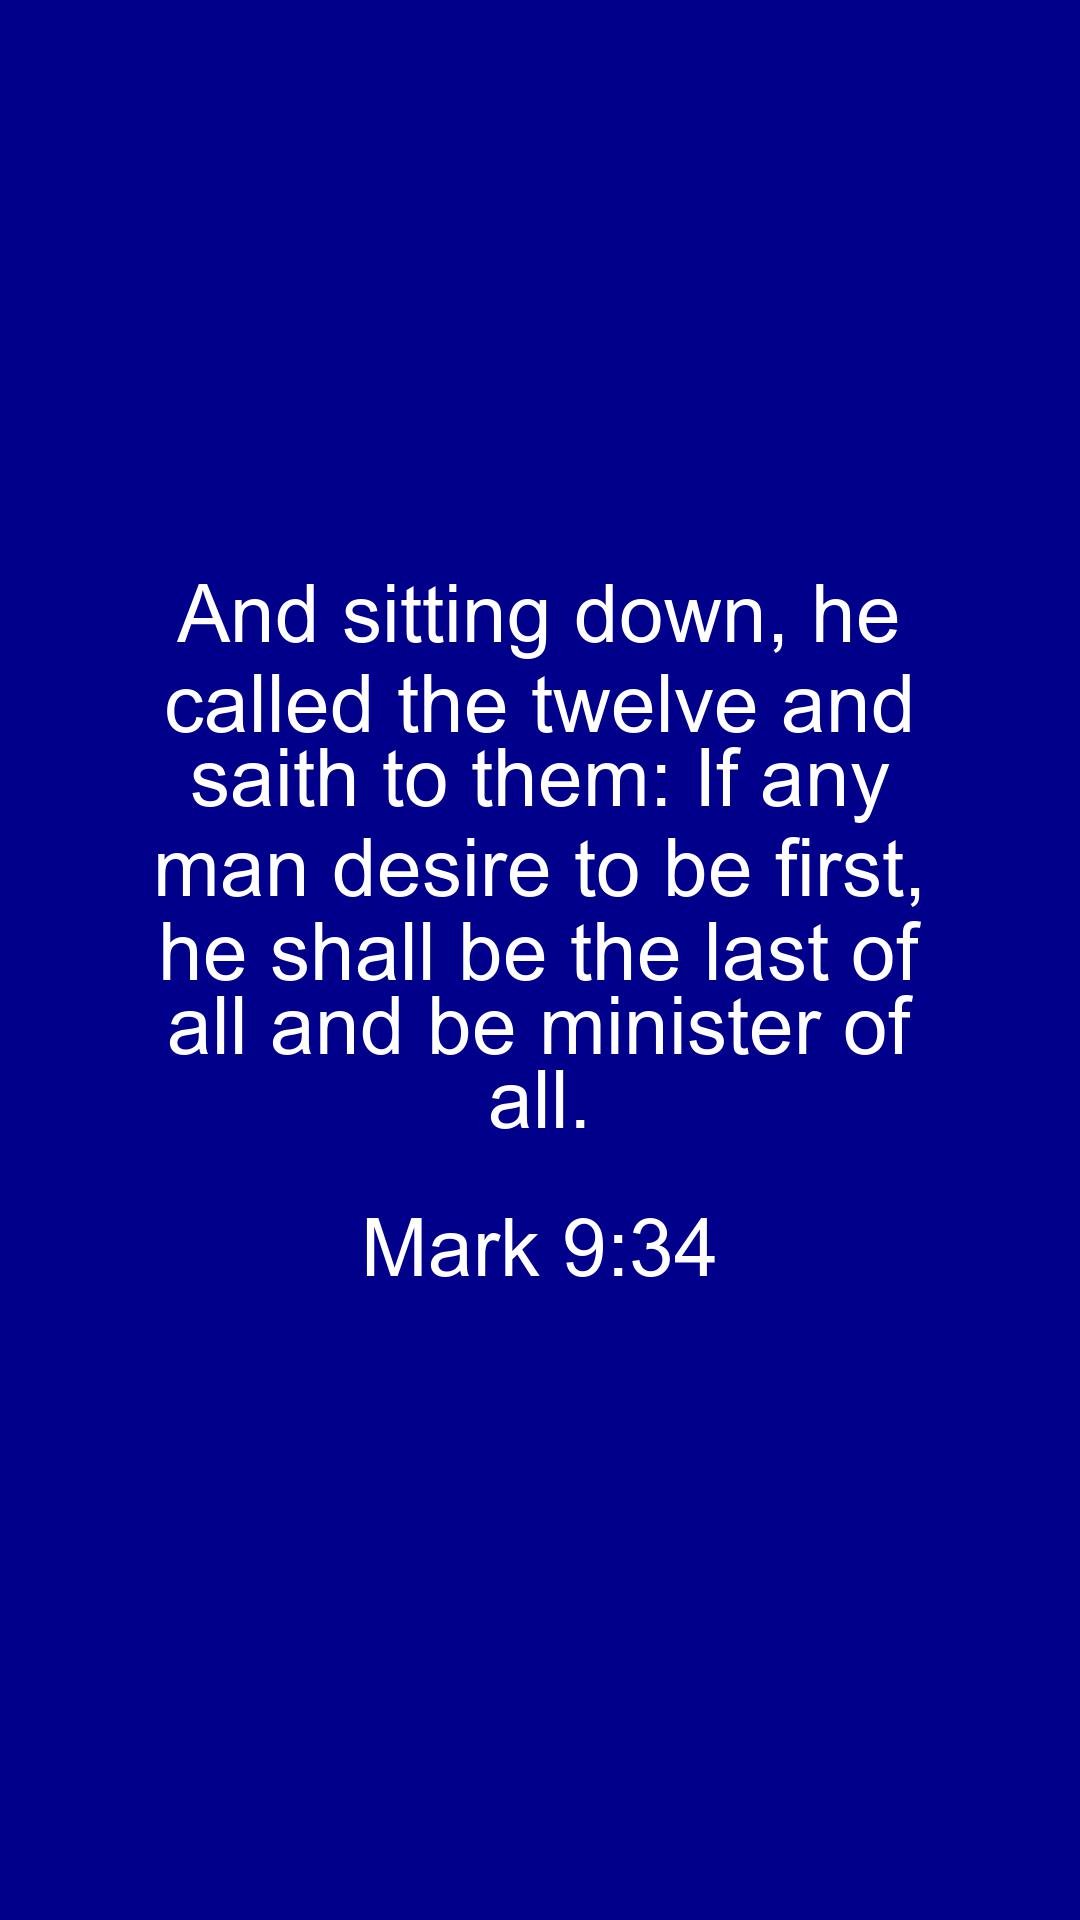 And sitting down, he
called the twelve and
saith to them: If any
man desire to be first,
he shall be the last of
all and be minister of
all.
Mark 9:34